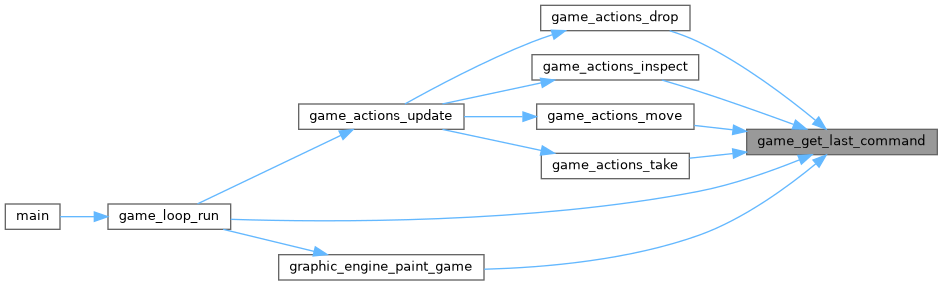 game_actions_drop
game_actions_inspect
game_actions_update
game_actions_move
game_get_last_command
game_actions_take
main
game_loop_run
graphic_engine_paint_game